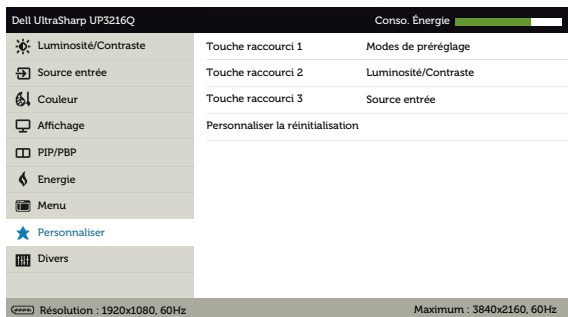 Dell UltraSharp UP3216Q Conso. Énergie
Luminosité/Contraste Touche raccourci 1 Modes de préréglage
Source entrée Touche raccourci 2 Luminosité/Contraste
Couleur Touche raccourci 3 Source entrée
Affichage Personnaliser la réinitialisation
PIP/PBP
Energie
Menu
Personnaliser
Divers
Résolution : 1920x1080, 60Hz Maximum : 3840x2160, 60Hz